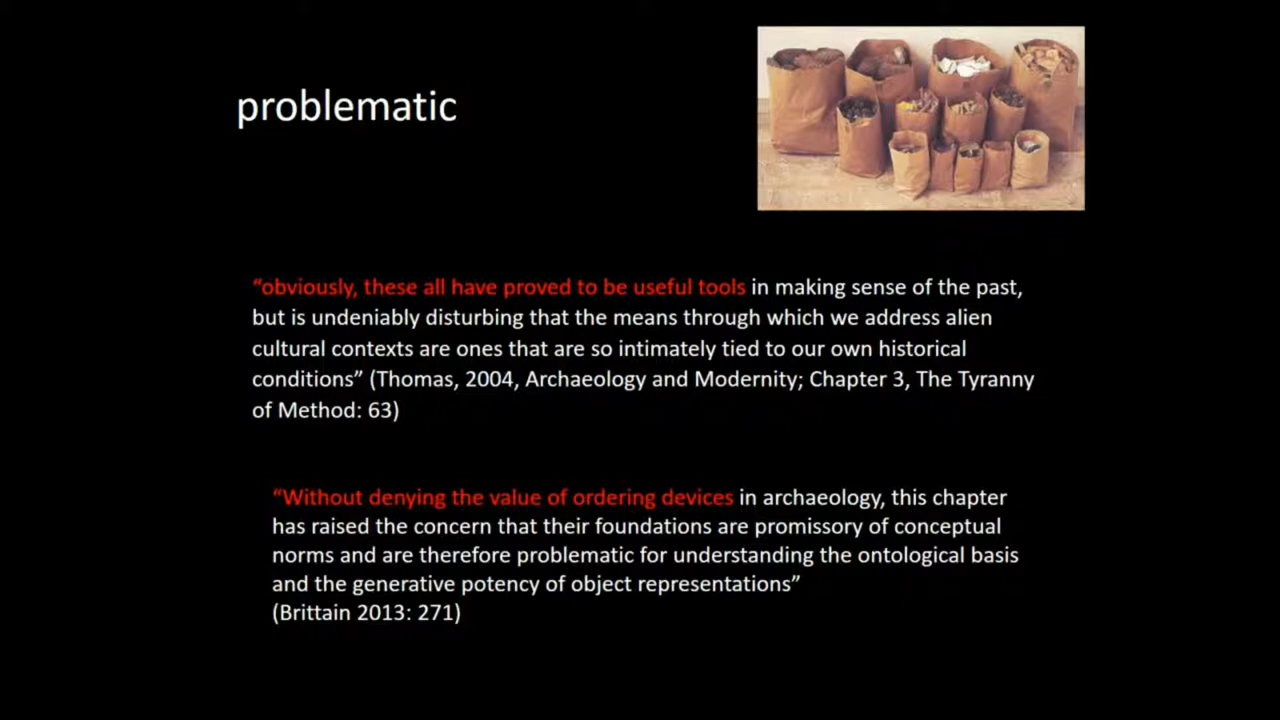 problematic
“obviously, these all have proved to be useful tools in making sense of the past,
but is undeniably disturbing that the means through which we address alien
cultural contexts are ones that are so intimately tied to our own historical
conditions” (Thomas, 2004, Archaeology and Modernity; Chapter 3, The Tyranny
of Method: 63)
“Without denying the value of ordering devices in archaeology, this chapter
has raised the concern that their foundations are promissory of conceptual
norms and are therefore problematic for understanding the ontological basis
and the generative potency of object representations”
(Brittain 2013: 271)